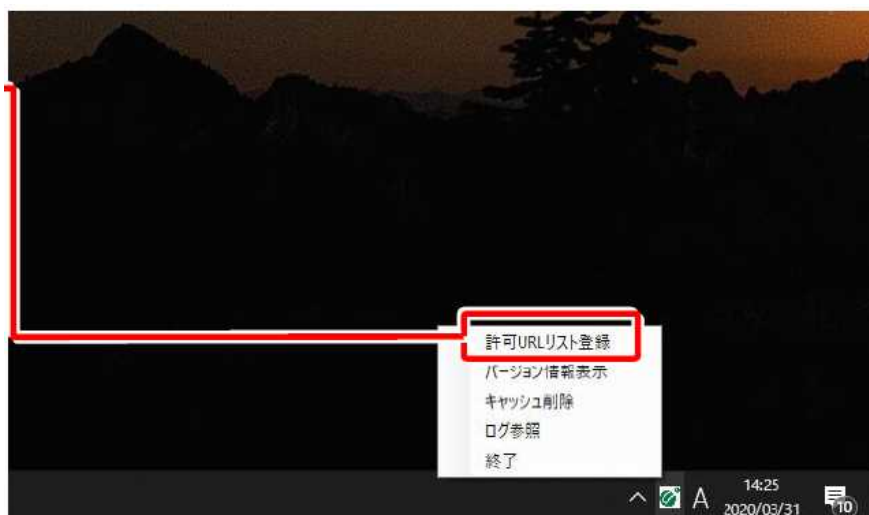 許可URLリスト登録
バージョン情報表示
キャッシュ削除
ログ参照
終了
A
14:25
2020/03/31
10